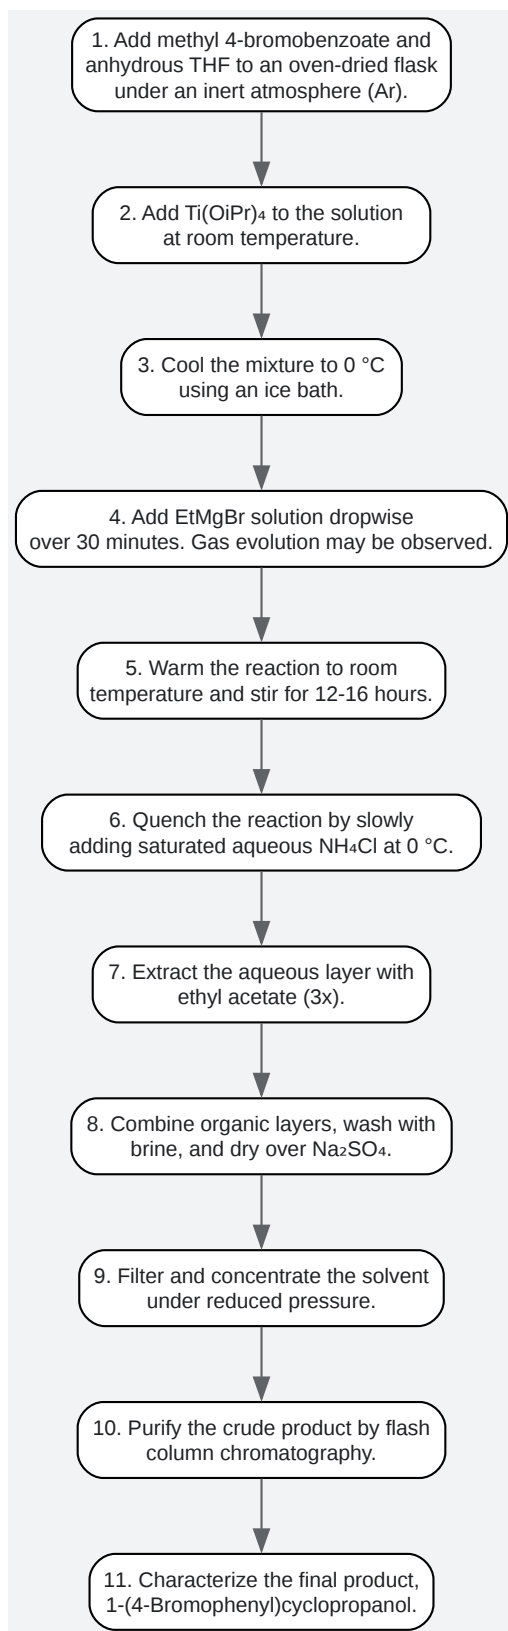 1. Add methyl 4-bromobenzoate and
anhydrous THF to an oven-dried flask
under an inert atmosphere (Ar).
2. Add Ti(OiPr)₄ to the solution
at room temperature.
3. Cool the mixture to 0 °C
using an ice bath.
4. Add EtMgBr solution dropwise
over 30 minutes. Gas evolution may be observed.
5. Warm the reaction to room
temperature and stir for 12-16 hours.
6. Quench the reaction by slowly
adding saturated aqueous NH₄Cl at 0 °C.
7. Extract the aqueous layer with
ethyl acetate (3x).
8. Combine organic layers, wash with
brine, and dry over Na₂SO₄.
9. Filter and concentrate the solvent
under reduced pressure.
10. Purify the crude product by flash
column chromatography.
11. Characterize the final product,
1-(4-Bromophenyl)cyclopropanol.